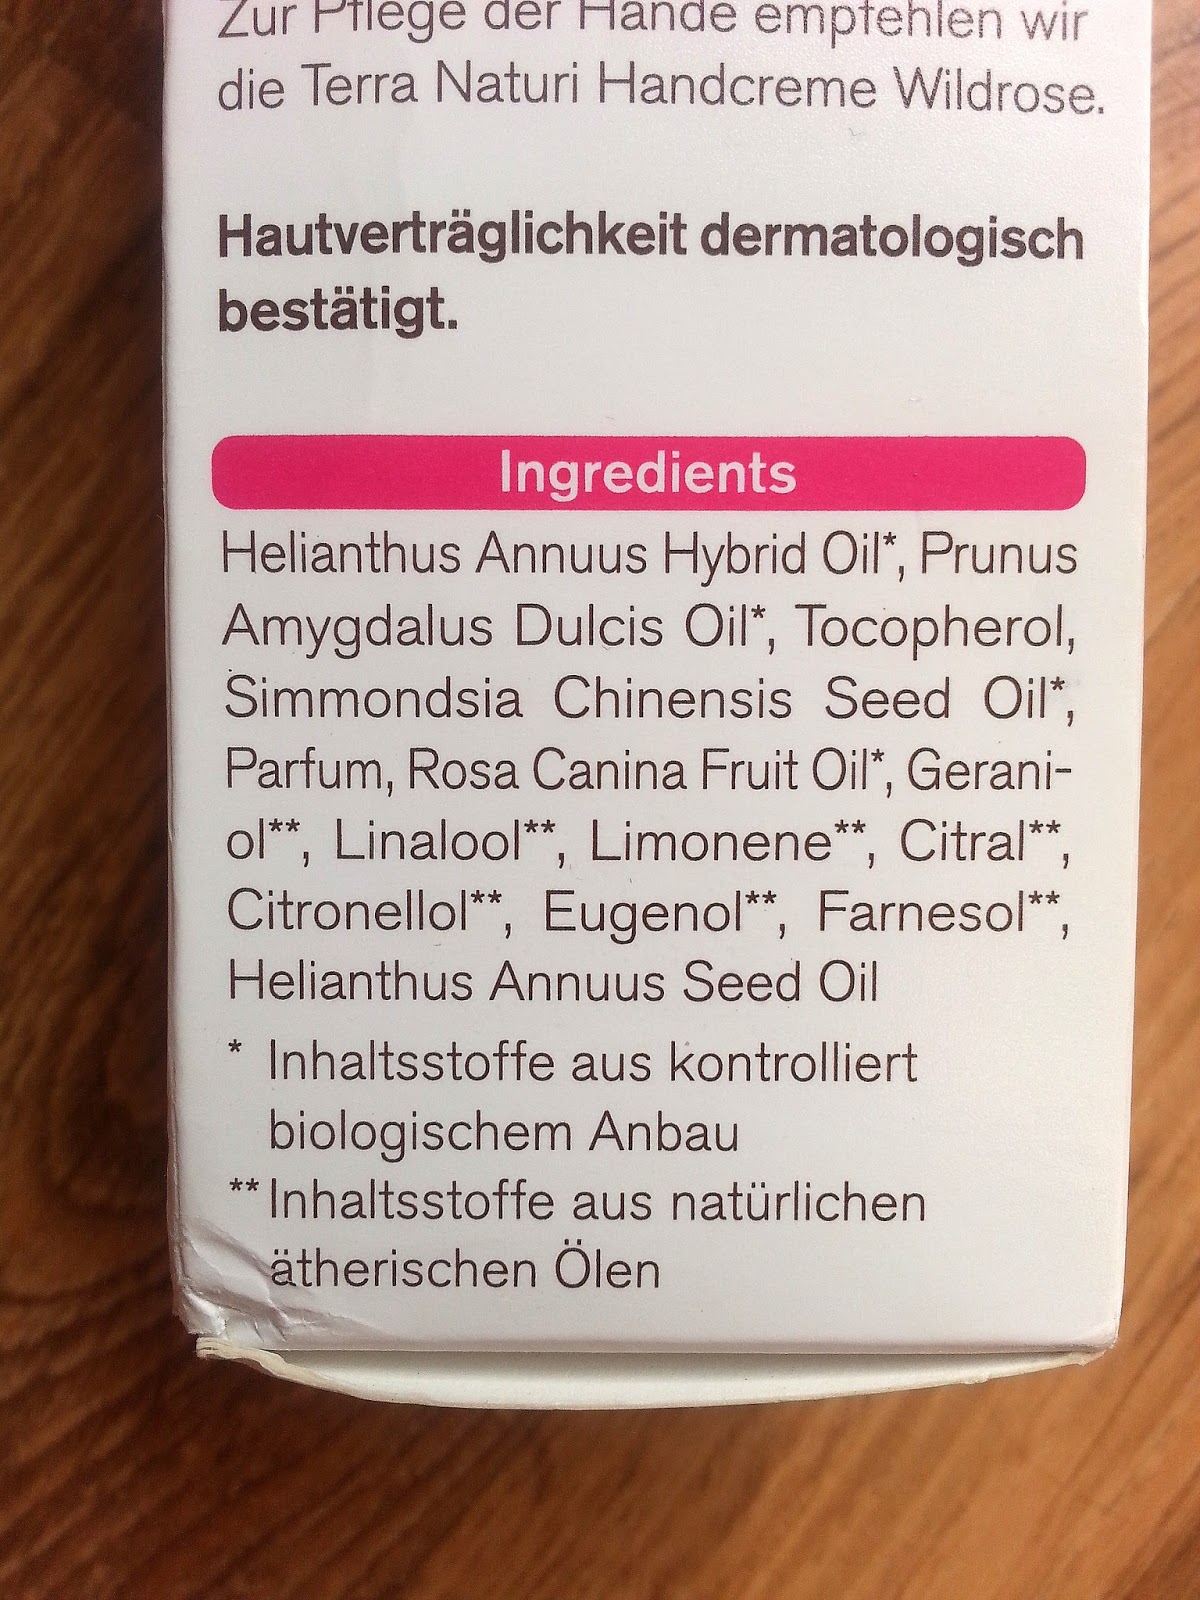 Zur Pflege der Hände empfehlen wir
die Terra Naturi Handcreme Wildrose.
Hautverträglichkeit dermatologisch
bestätigt.
Ingredients
Helianthus Annuus Hybrid Oil*, Prunus
Amygdalus Dulcis Oil*, Tocopherol,
Simmondsia Chinensis Seed Oil*,
Parfum, Rosa Canina Fruit Oil*, Gerani-
ol**, Linalool**, Limonene**, Citral**,
Citronellol**, Eugenol**, Farnesol**,
Helianthus Annuus Seed Oil
* Inhaltsstoffe aus kontrolliert
biologischem Anbau
** Inhaltsstoffe aus natürlichen
ätherischen Ölen